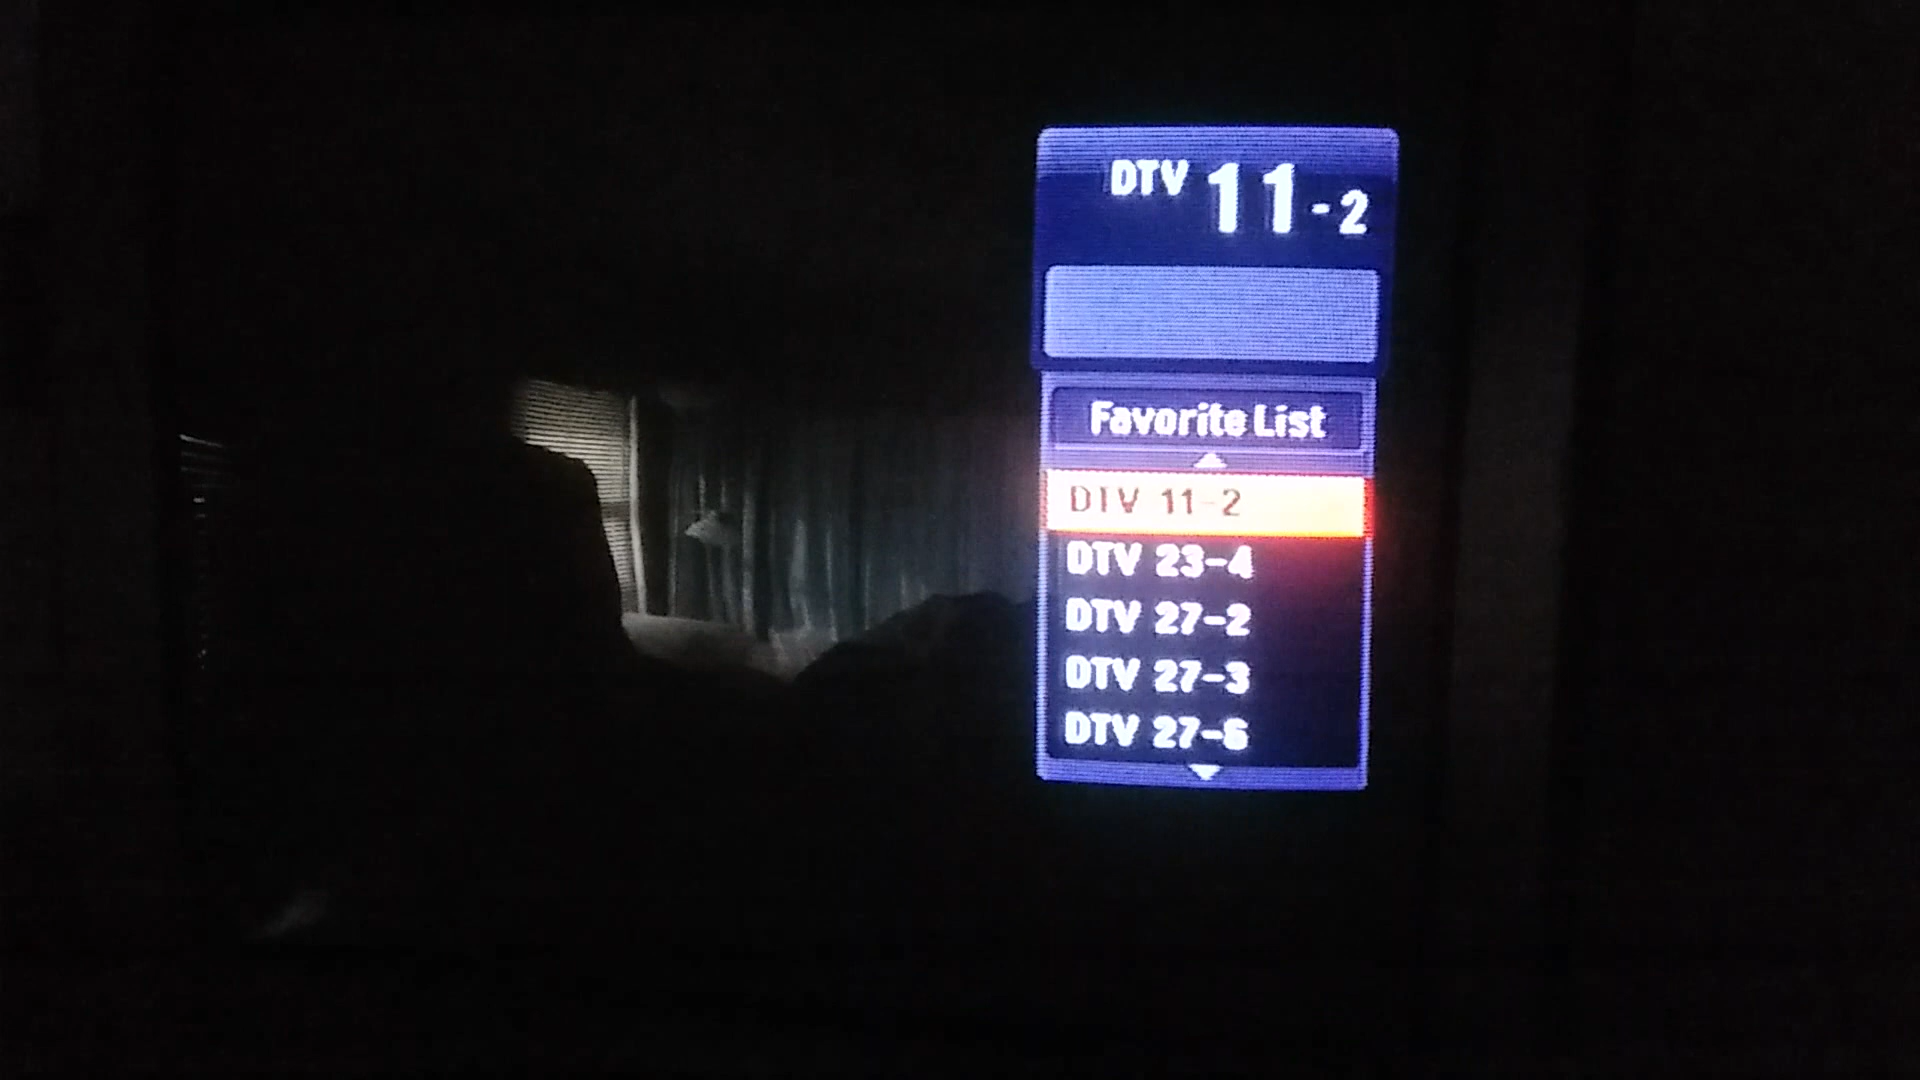 DTV 11-2
Favorite List
DTV 11-2
DTV 23-4
DTV 27-2
DTV 27-3
DTV 27-6